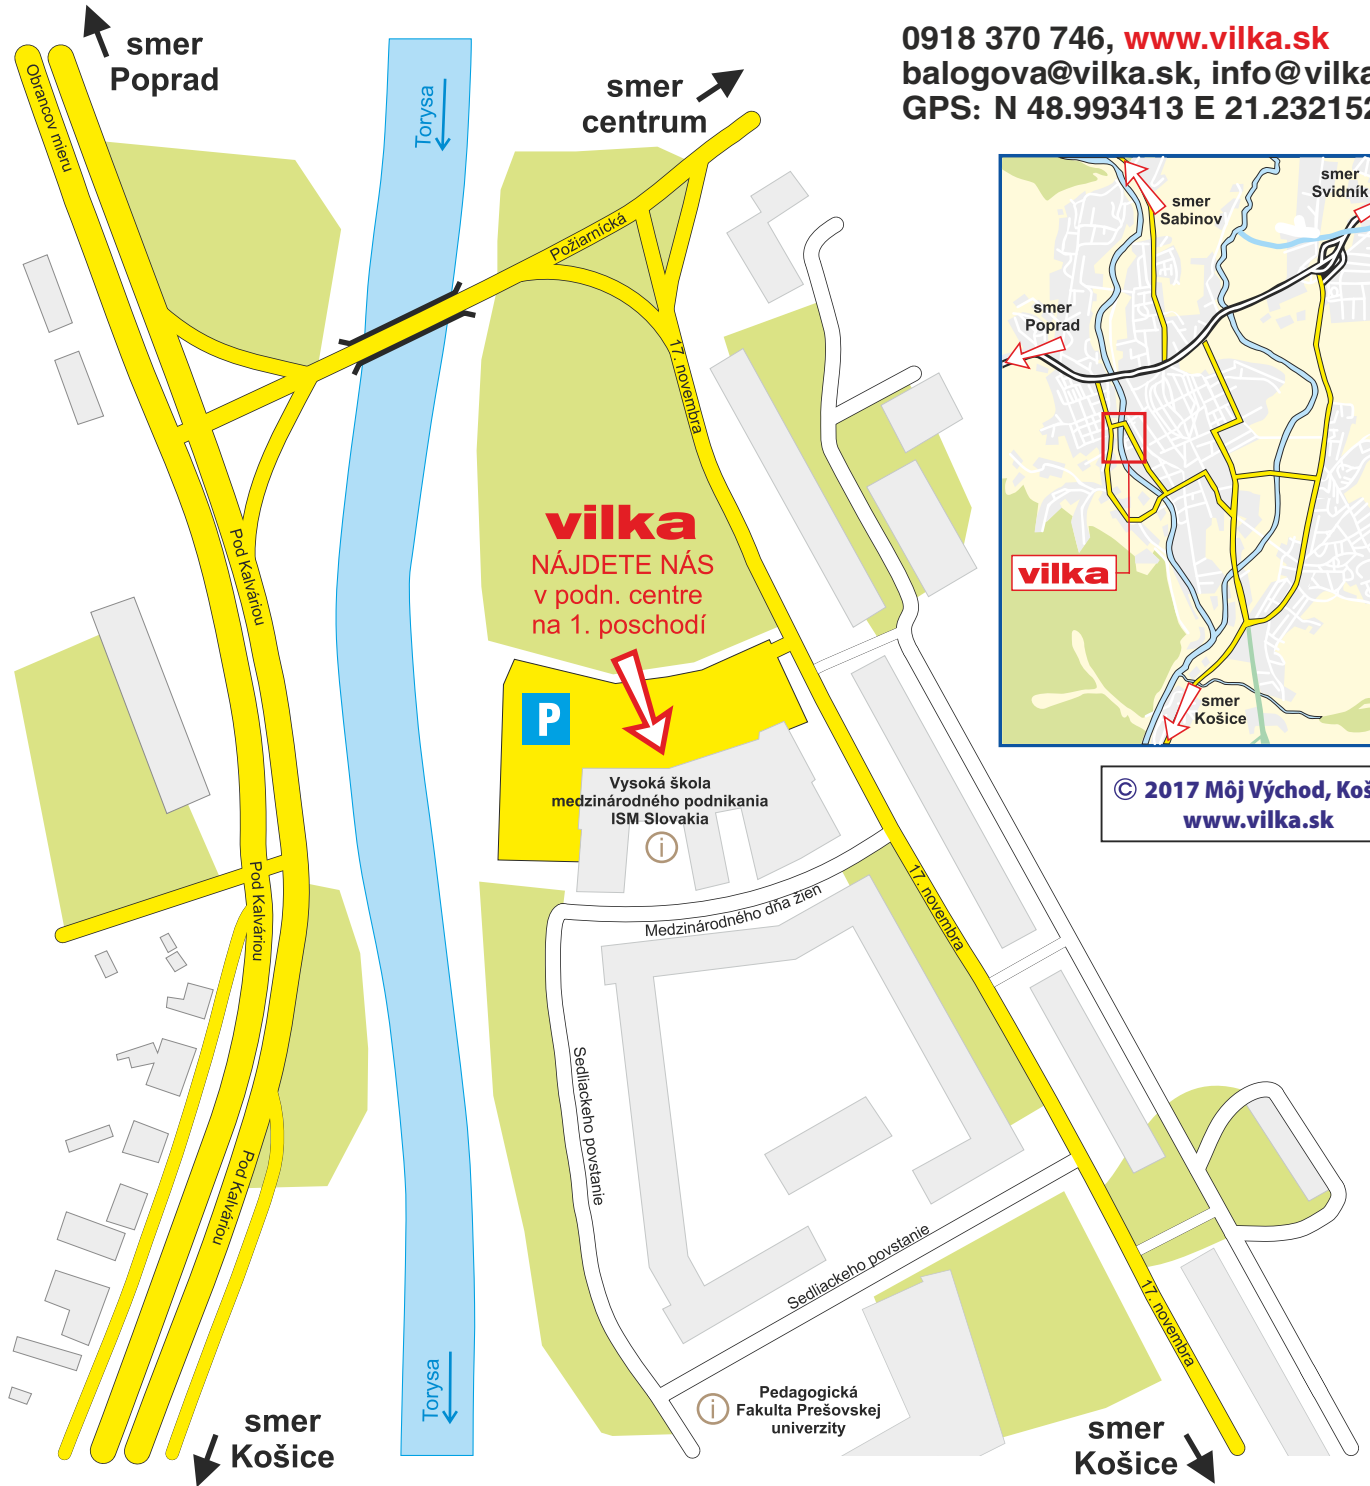 smer
Poprad
Obrancov mieru
Torysa
smer
centrum
0918 370 746, www.vilka.sk
balogova@vilka.sk, info@vilka
GPS: N 48.993413 E 21.232152
Požiarnická
17. novembra
smer
Sabinov
smer
Svidník
smer
Poprad
vilka
smer
Košice
vilka
NÁJDETE NÁS
v podn. centre
na 1. poschodí
Pod Kalváriou
P
Vysoká škola
medzinárodného podnikania
ISM Slovakia
i
© 2017 Môj Východ, Koš
www.vilka.sk
Pod Kalváriou
Medzinárodného dňa žien
17. novembra
Sedliackeho povstanie
Pod Kalváriou
Sedliackeho povstanie
17. novembra
Torysa
i
Pedagogická
Fakulta Prešovskej
univerzity
smer
Košice
smer
Košice